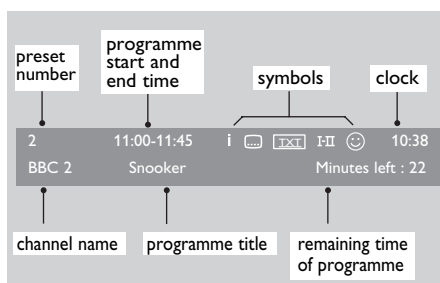 preset
number
programme
start and
end time
symbols
clock
2 11:00-11:45 i .... TXT I-II 10:38
BBC 2 Snooker Minutes left : 22
channel name
programme title
remaining time
of programme